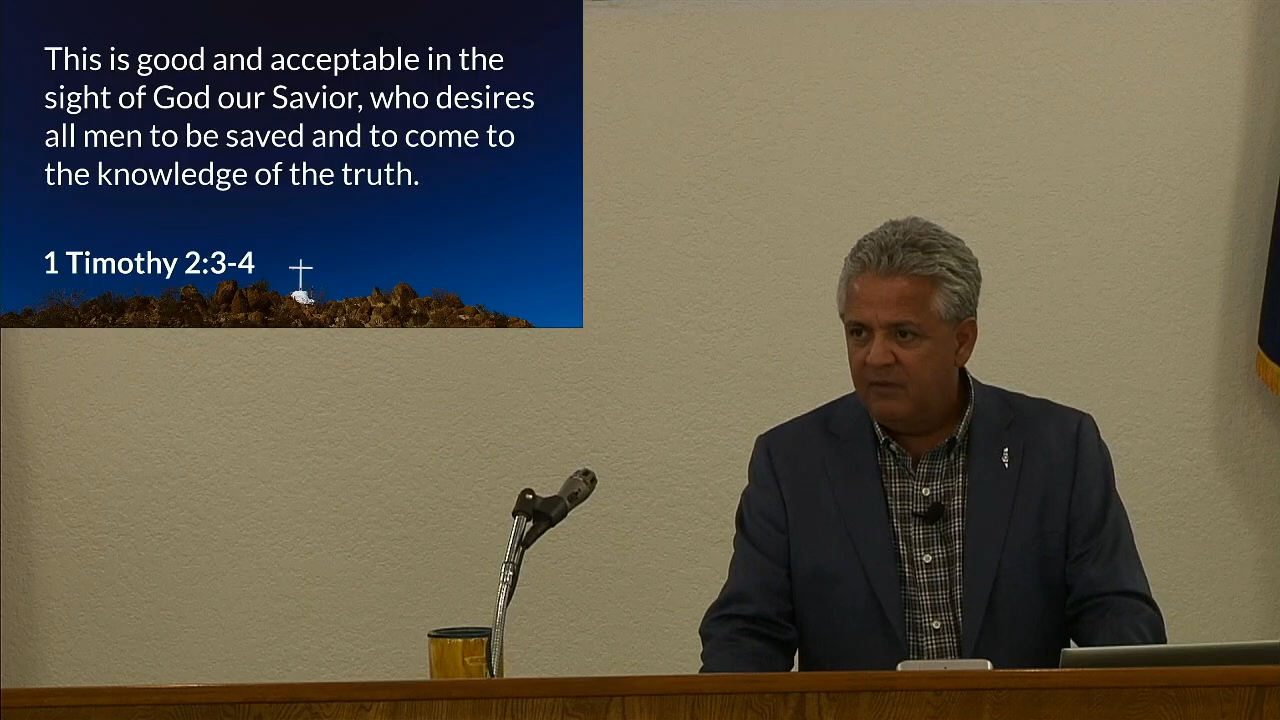 This is good and acceptable in the
sight of God our Savior, who desires
all men to be saved and to come to
the knowledge of the truth.
1 Timothy 2:3-4